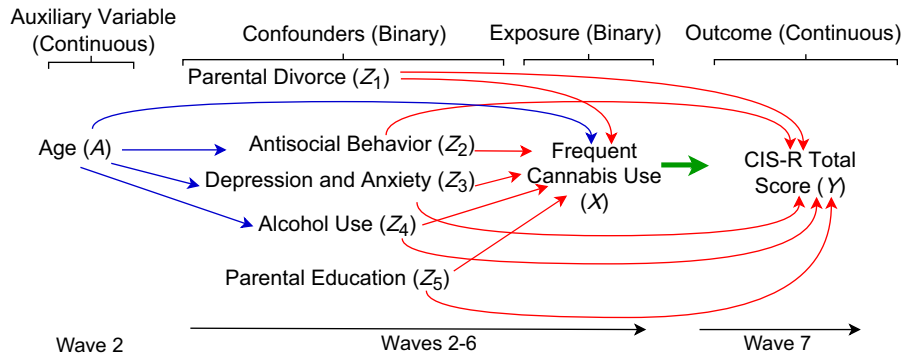 Auxiliary Variable
(Continuous)
Confounders (Binary)
Exposure (Binary)
Outcome (Continuous)
Parental Divorce (Z1)
Age (A)
Antisocial Behavior (Z2)
Depression and Anxiety (Z3)
Alcohol Use (Z4)
Parental Education (Z5)
Frequent
Cannabis Use
(X)
CIS-R Total
Score (Y)
Wave 2
Waves 2-6
Wave 7